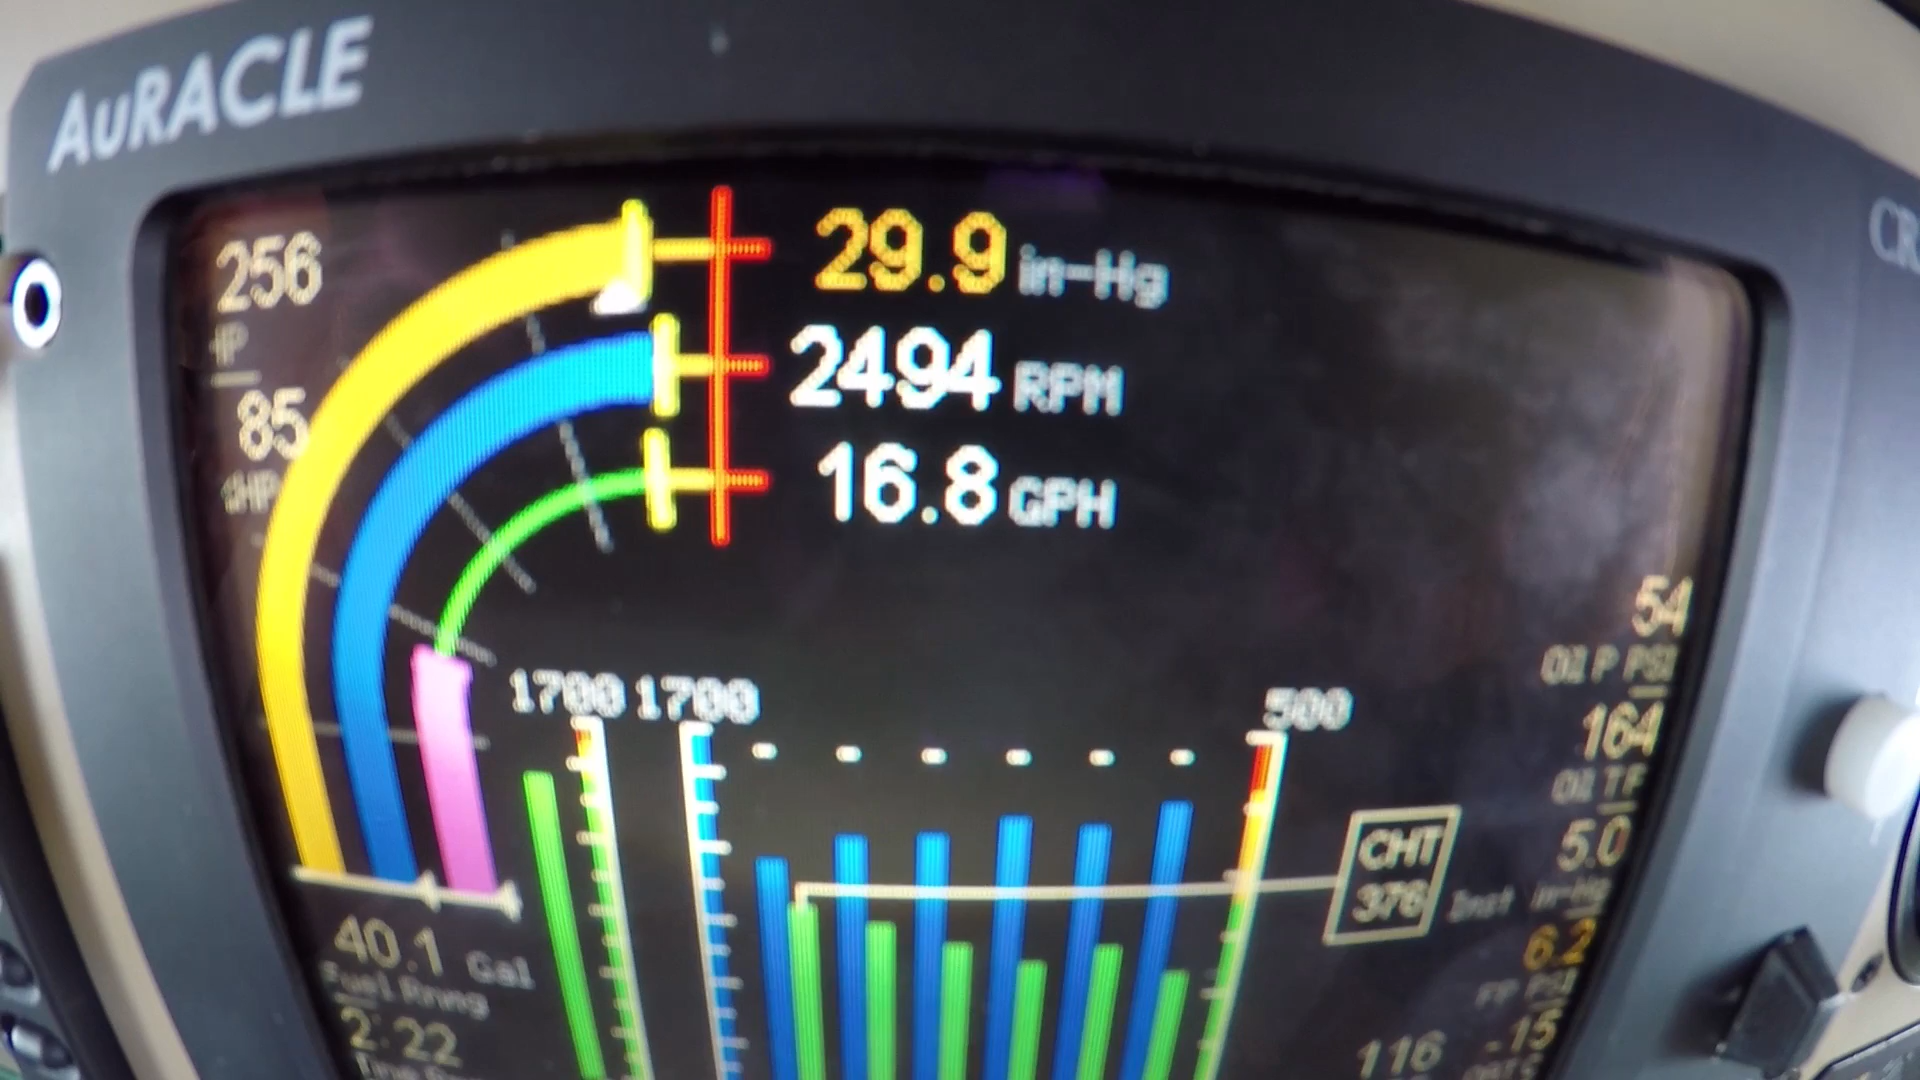 AuRACLE
CR
256
HP
85
%HP
29.9 in-Hg
2494 RPM
16.8 GPH
1700 1700
500
54
OIL P PSI
164
OIL TF
CHT
376
5.0
Inst in-Hg
6.2
FP PSI
-15
116
40.1 Gal
Fuel Rmng
2:22